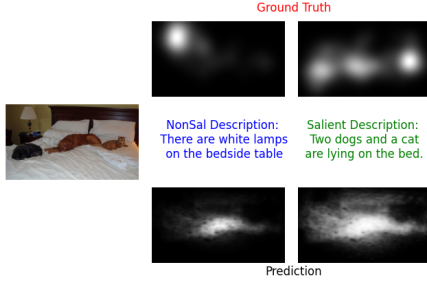 Ground Truth
NonSal Description:
There are white lamps
on the bedside table
Salient Description:
Two dogs and a cat
are lying on the bed.
Prediction